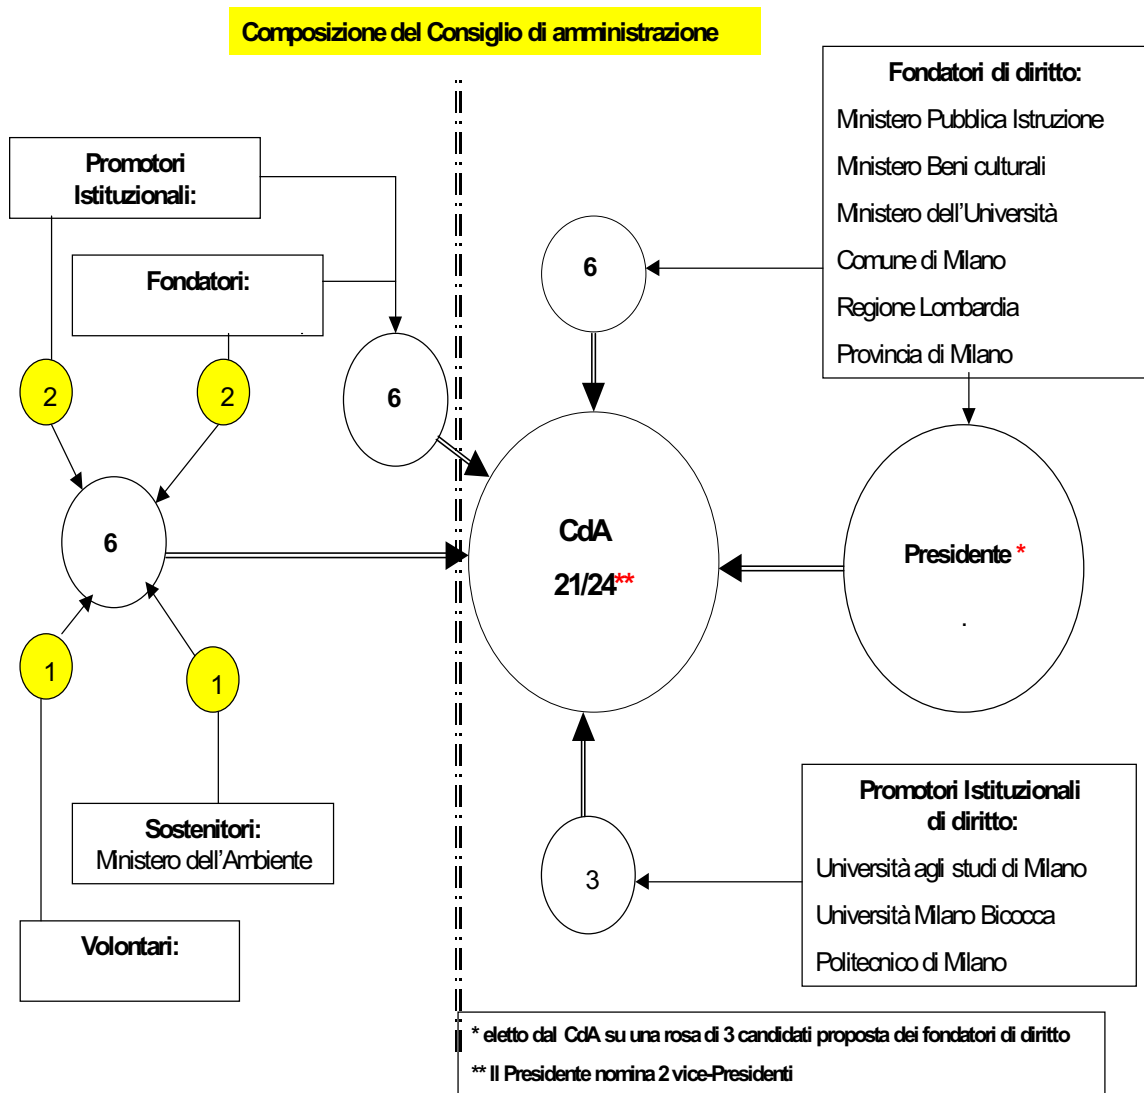 Composizione del Consiglio di amministrazione
Fondatori di diritto:
Ministero Pubblica Istruzione
Ministero Beni culturali
Ministero dell'Università
Comune di Milano
Regione Lombardia
Provincia di Milano
Promotori
Istituzionali:
Fondatori:
2
2
6
6
6
1
1
CdA
21/24**
Presidente *
.
Sostenitori:
Ministero dell'Ambiente
Volontari:
3
Promotori Istituzionali
di diritto:
Università agli studi di Milano
Università Milano Bicocca
Politecnico di Milano
* eletto dal CdA su una rosa di 3 candidati proposta dei fondatori di diritto
** Il Presidente nomina 2 vice-Presidenti